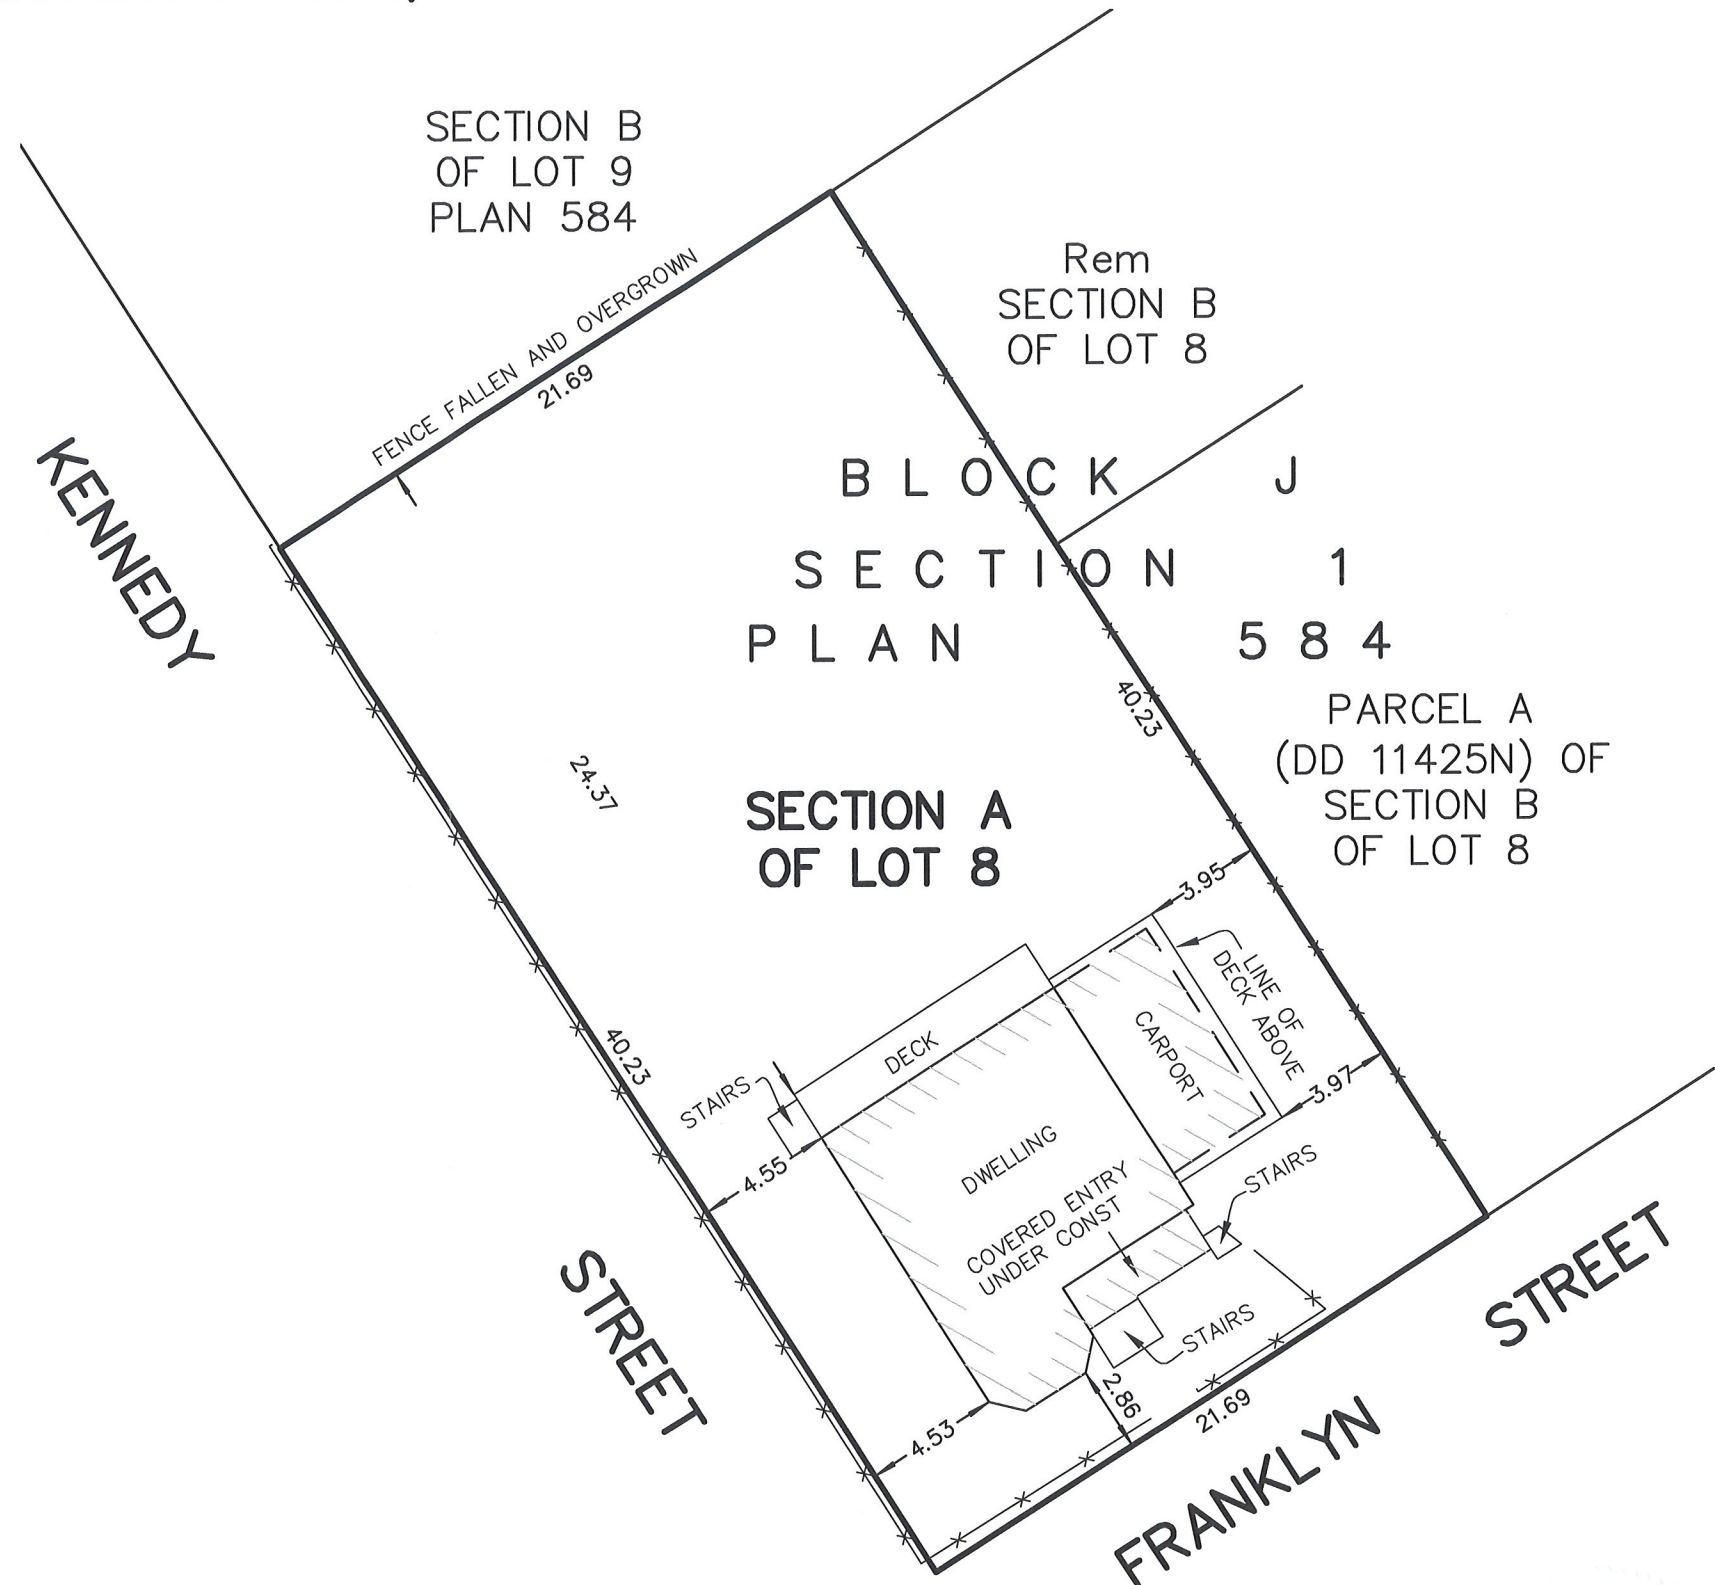 SECTION B
OF LOT 9
PLAN 584
Rem
SECTION B
OF LOT 8
FENCE FALLEN AND OVERGROWN
21.69
KENNEDY
BLOCK J
SECTION 1
PLAN 584
40.23
PARCEL A
(DD 11425N) OF
SECTION B
OF LOT 8
24.37
SECTION A
OF LOT 8
3.95
LINE OF
DECK ABOVE
CARPORT
DECK
40.23
STAIRS
3.97
4.55
DWELLING
COVERED ENTRY
UNDER CONST
STAIRS
STREET
STREET
STAIRS
2.86
21.69
4.53
FRANKLYN